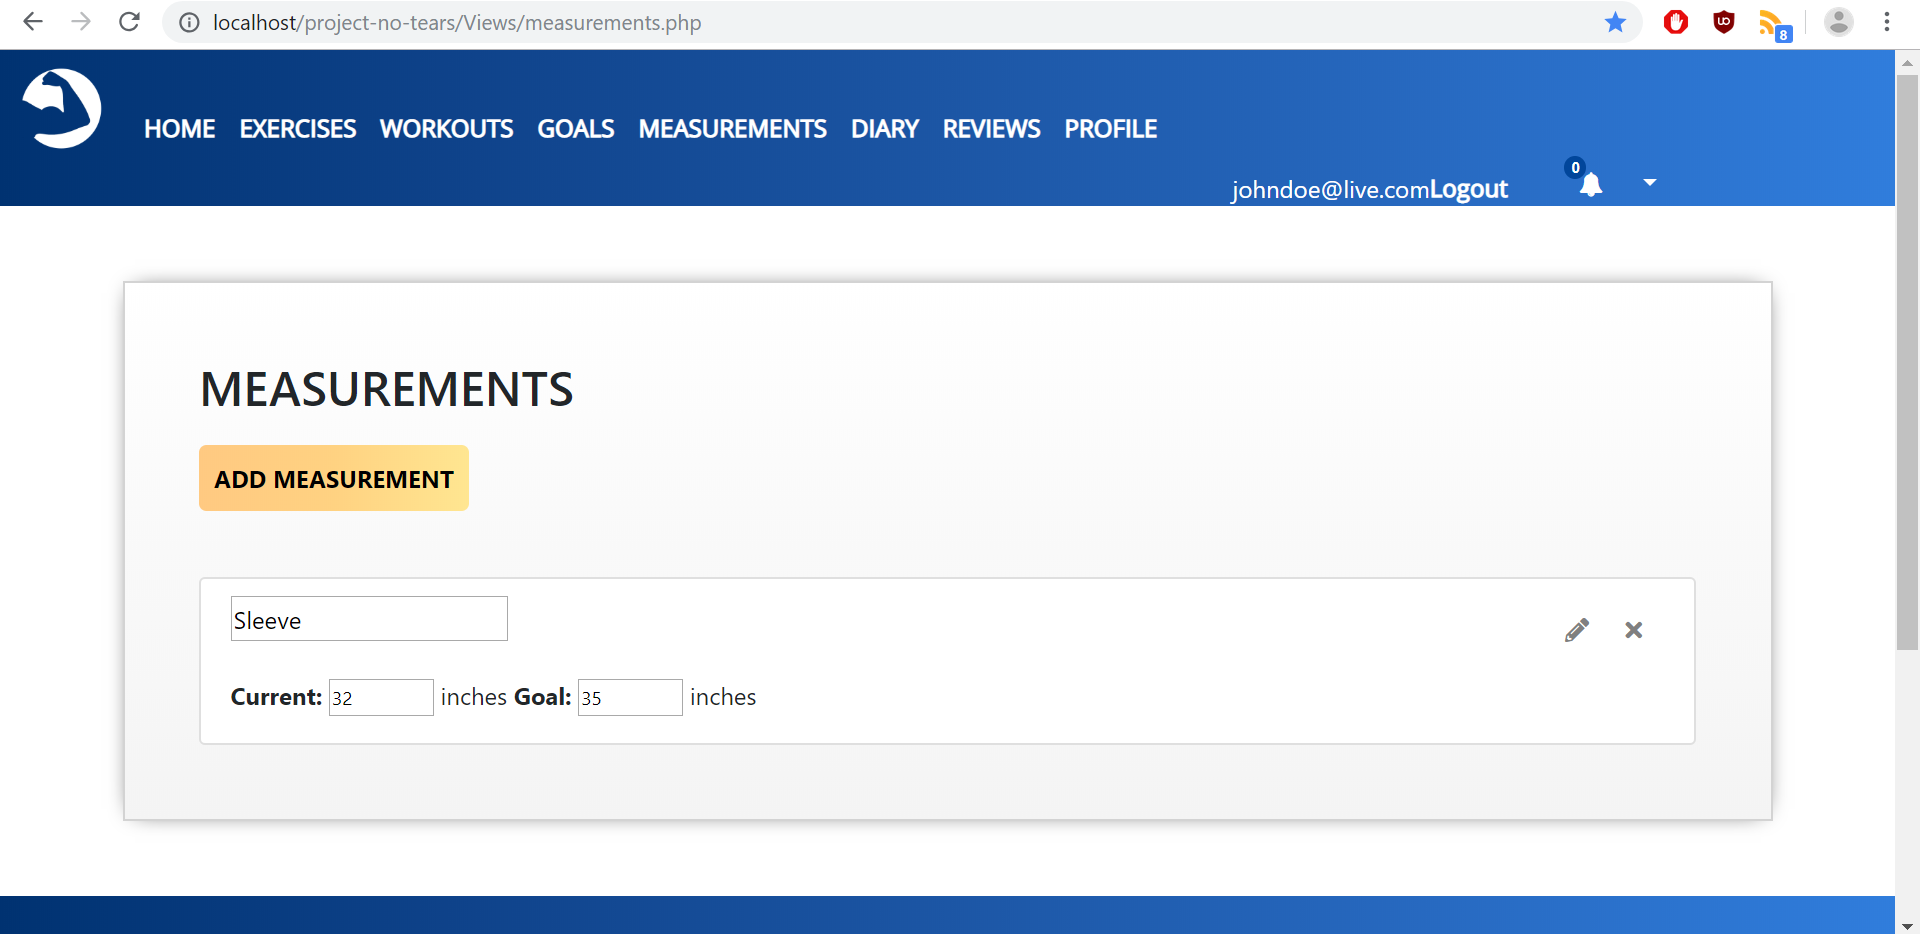 localhost/project-no-tears/Views/measurements.php
8
HOME EXERCISES WORKOUTS GOALS MEASUREMENTS DIARY REVIEWS PROFILE
johndoe@live.comLogout 0
MEASUREMENTS
ADD MEASUREMENT
Sleeve
Current: 32 inches Goal: 35 inches